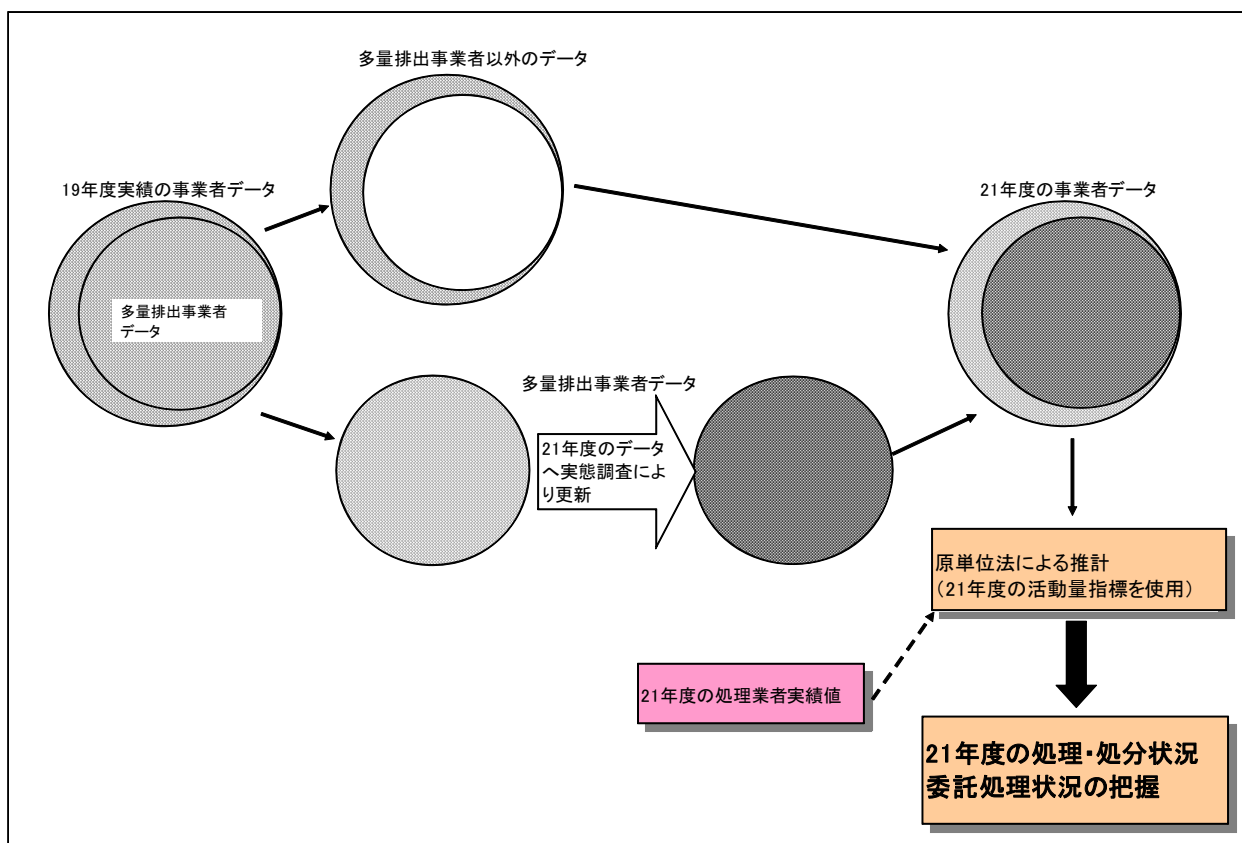 多量排出事業者以外のデータ
19年度実績の事業者データ
21年度の事業者データ
多量排出事業者
データ
多量排出事業者データ
21年度のデータ
へ実態調査によ
り更新
原単位法による推計
（21年度の活動量指標を使用）
21年度の処理業者実績値
21年度の処理・処分状況
委託処理状況の把握